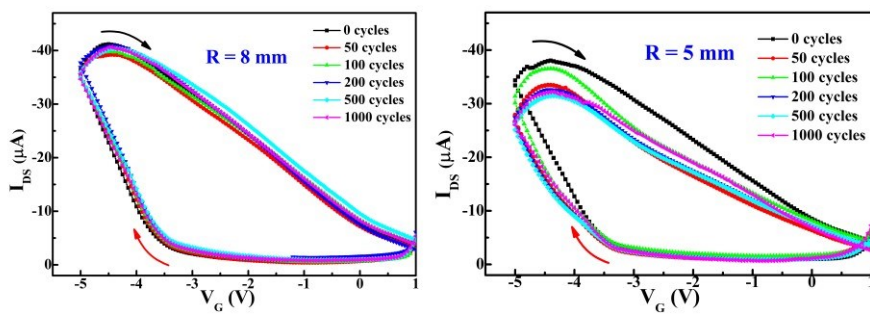 R = 8 mm
0 cycles
50 cycles
100 cycles
200 cycles
500 cycles
1000 cycles
I_DS (μA)
-40
-30
-20
-10
0
-5
-4
-3
-2
-1
0
1
V_G (V)
R = 5 mm
0 cycles
50 cycles
100 cycles
200 cycles
500 cycles
1000 cycles
I_DS (μA)
-40
-30
-20
-10
0
-5
-4
-3
-2
-1
0
V_G (V)